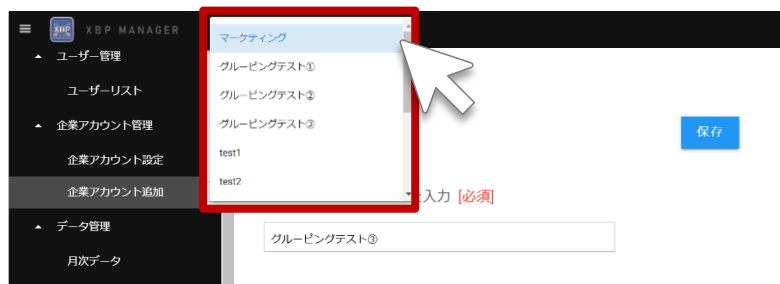 XBP XBP MANAGER
ユーザー管理
ユーザーリスト
企業アカウント管理
企業アカウント設定
企業アカウント追加
データ管理
月次データ
マーケティング
グルーピングテスト①
グルーピングテスト②
グルーピングテスト③
test1
test2
保存
入力 [必須]
グルーピングテスト③